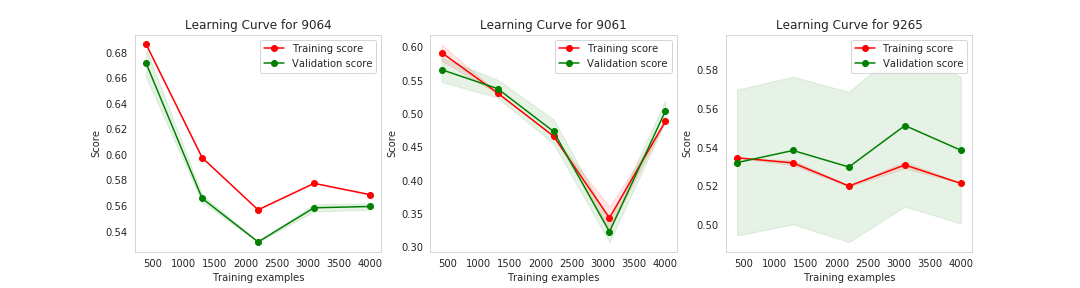 Learning Curve for 9064
Training score
Validation score
0.68
0.66
0.64
0.62
0.60
0.58
0.56
0.54
Score
500 1000 1500 2000 2500 3000 3500 4000
Training examples
Learning Curve for 9061
Training score
Validation score
0.60
0.55
0.50
0.45
0.40
0.35
0.30
Score
500 1000 1500 2000 2500 3000 3500 4000
Training examples
Learning Curve for 9265
Training score
Validation score
0.58
0.56
0.54
0.52
0.50
Score
500 1000 1500 2000 2500 3000 3500 4000
Training examples